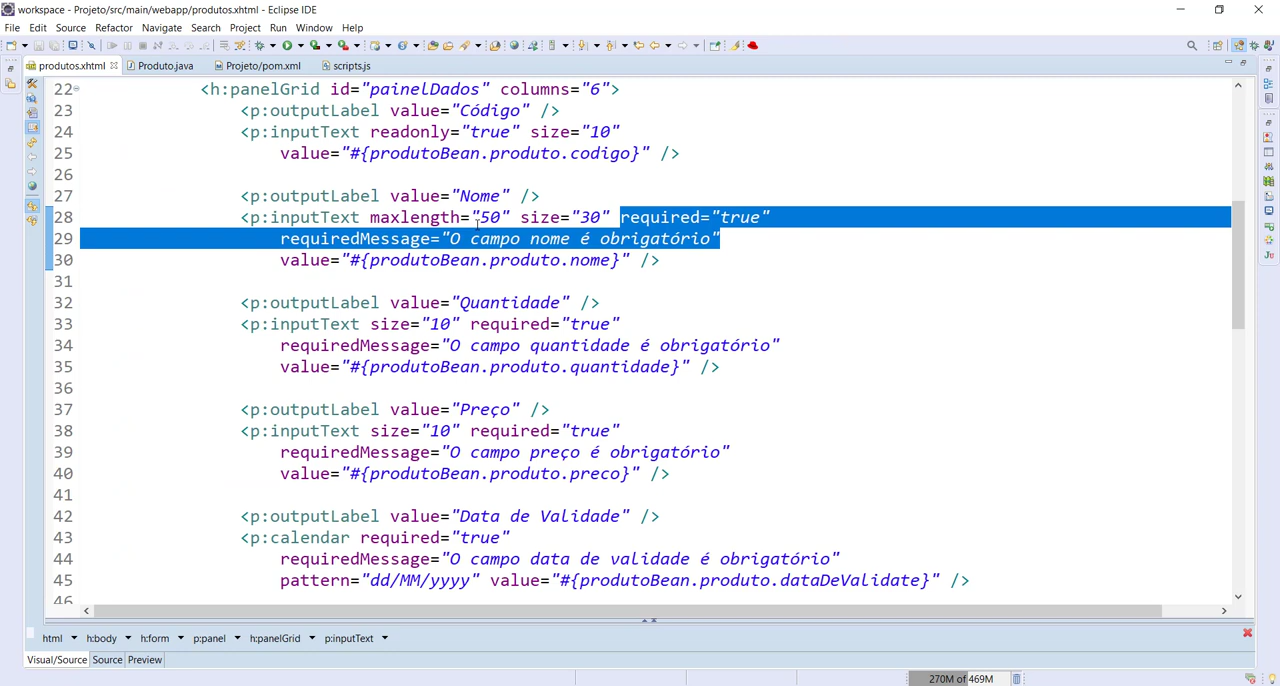 workspace - Projeto/src/main/webapp/produtos.xhtml - Eclipse IDE
File Edit Source Refactor Navigate Search Project Run Window Help
produtos.xhtml Produto.java Projeto/pom.xml scripts.js
22 <h:panelGrid id="painelDados" columns="6">
23 <p:outputLabel value="Código" />
24 <p:inputText readonly="true" size="10"
25 value="#{produtoBean.produto.codigo}" />
26
27 <p:outputLabel value="Nome" />
28 <p:inputText maxlength="50" size="30" required="true"
29 requiredMessage="O campo nome é obrigatório"
30 value="#{produtoBean.produto.nome}" />
31
32 <p:outputLabel value="Quantidade" />
33 <p:inputText size="10" required="true"
34 requiredMessage="O campo quantidade é obrigatório"
35 value="#{produtoBean.produto.quantidade}" />
36
37 <p:outputLabel value="Preço" />
38 <p:inputText size="10" required="true"
39 requiredMessage="O campo preço é obrigatório"
40 value="#{produtoBean.produto.preco}" />
41
42 <p:outputLabel value="Data de Validade" />
43 <p:calendar required="true"
44 requiredMessage="O campo data de validade é obrigatório"
45 pattern="dd/MM/yyyy" value="#{produtoBean.produto.dataDeValidate}" />
46
html h:body h:form p:panel h:panelGrid p:inputText
Visual/Source Source Preview
270M of 469M